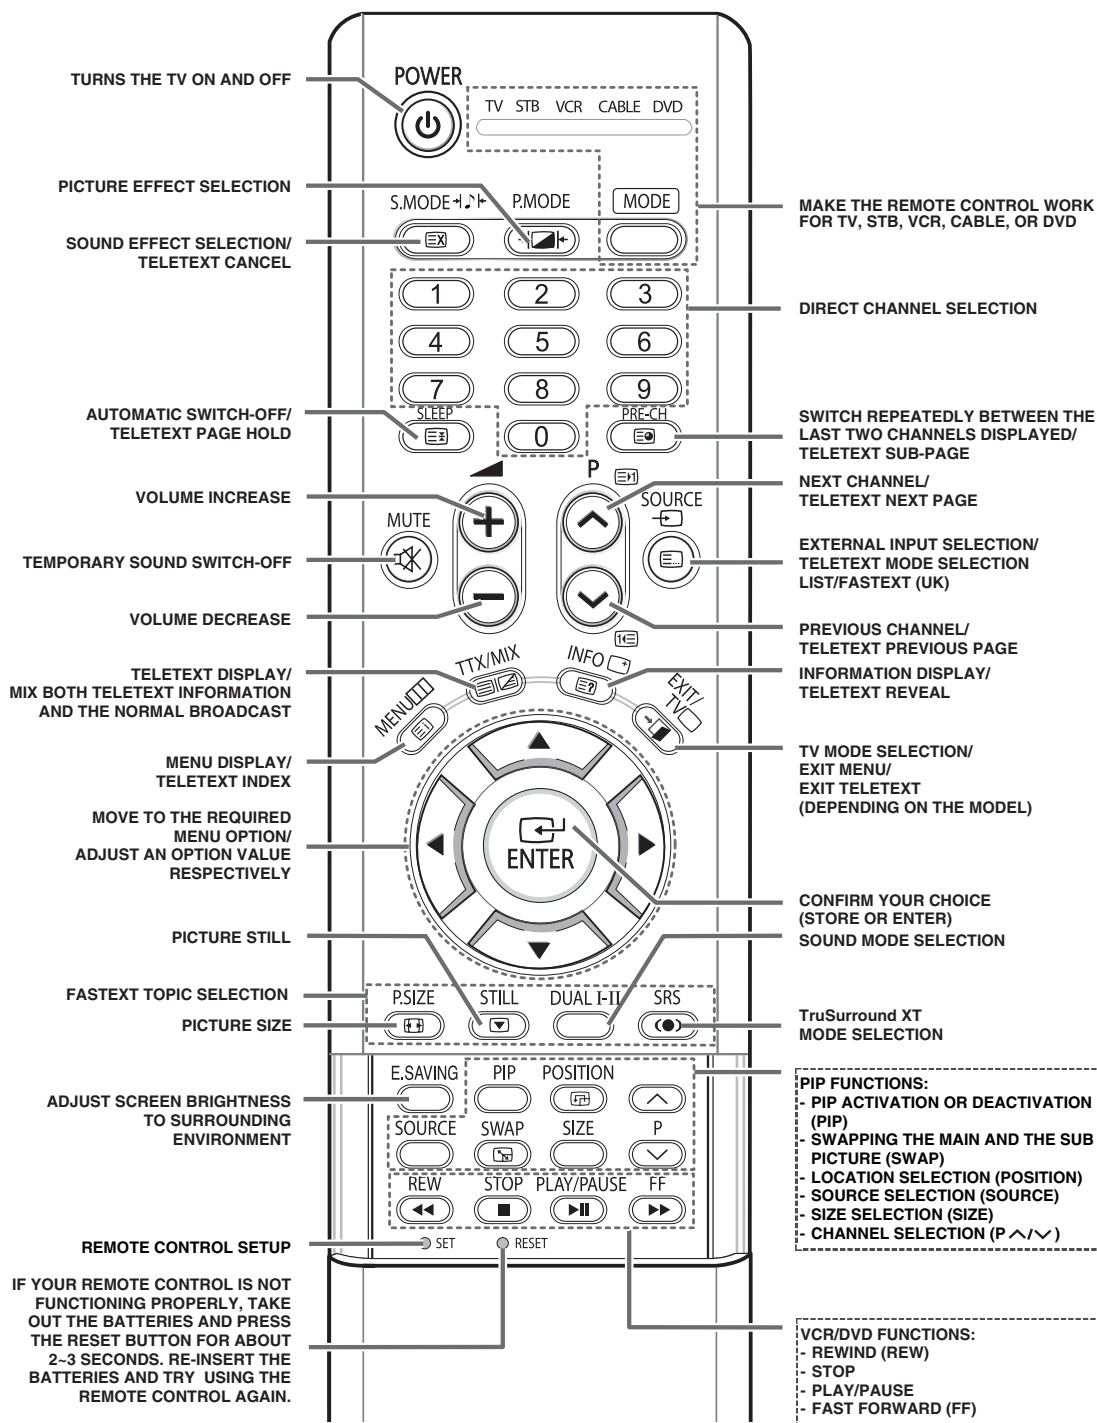 POWER
TURNS THE TV ON AND OFF
TV STB VCR CABLE DVD
PICTURE EFFECT SELECTION
S.MODE P.MODE MODE
MAKE THE REMOTE CONTROL WORK
FOR TV, STB, VCR, CABLE, OR DVD
SOUND EFFECT SELECTION/
TELETEXT CANCEL
1 2 3
DIRECT CHANNEL SELECTION
4 5 6
7 8 9
AUTOMATIC SWITCH-OFF/
TELETEXT PAGE HOLD
SLEEP
0
PRE-CH
SWITCH REPEATEDLY BETWEEN THE
LAST TWO CHANNELS DISPLAYED/
TELETEXT SUB-PAGE
P
VOLUME INCREASE
NEXT CHANNEL/
TELETEXT NEXT PAGE
MUTE
SOURCE
TEMPORARY SOUND SWITCH-OFF
EXTERNAL INPUT SELECTION/
TELETEXT MODE SELECTION
LIST/FASTEXT (UK)
VOLUME DECREASE
PREVIOUS CHANNEL/
TELETEXT PREVIOUS PAGE
TELETEXT DISPLAY/
MIX BOTH TELETEXT INFORMATION
AND THE NORMAL BROADCAST
TTX/MIX
INFO
INFORMATION DISPLAY/
TELETEXT REVEAL
MENU
EXIT/
TV
MENU DISPLAY/
TELETEXT INDEX
TV MODE SELECTION/
EXIT MENU/
EXIT TELETEXT
(DEPENDING ON THE MODEL)
MOVE TO THE REQUIRED
MENU OPTION/
ADJUST AN OPTION VALUE
RESPECTIVELY
ENTER
CONFIRM YOUR CHOICE
(STORE OR ENTER)
PICTURE STILL
SOUND MODE SELECTION
FASTEXT TOPIC SELECTION
P.SIZE STILL DUAL I-II SRS
PICTURE SIZE
TruSurround XT
MODE SELECTION
E.SAVING PIP POSITION
ADJUST SCREEN BRIGHTNESS
TO SURROUNDING
ENVIRONMENT
SOURCE SWAP SIZE P
PIP FUNCTIONS:
- PIP ACTIVATION OR DEACTIVATION
(PIP)
- SWAPPING THE MAIN AND THE SUB
PICTURE (SWAP)
- LOCATION SELECTION (POSITION)
- SOURCE SELECTION (SOURCE)
- SIZE SELECTION (SIZE)
- CHANNEL SELECTION (P ︿/﹀)
REW STOP PLAY/PAUSE FF
REMOTE CONTROL SETUP
SET RESET
IF YOUR REMOTE CONTROL IS NOT
FUNCTIONING PROPERLY, TAKE
OUT THE BATTERIES AND PRESS
THE RESET BUTTON FOR ABOUT
2~3 SECONDS. RE-INSERT THE
BATTERIES AND TRY USING THE
REMOTE CONTROL AGAIN.
VCR/DVD FUNCTIONS:
- REWIND (REW)
- STOP
- PLAY/PAUSE
- FAST FORWARD (FF)